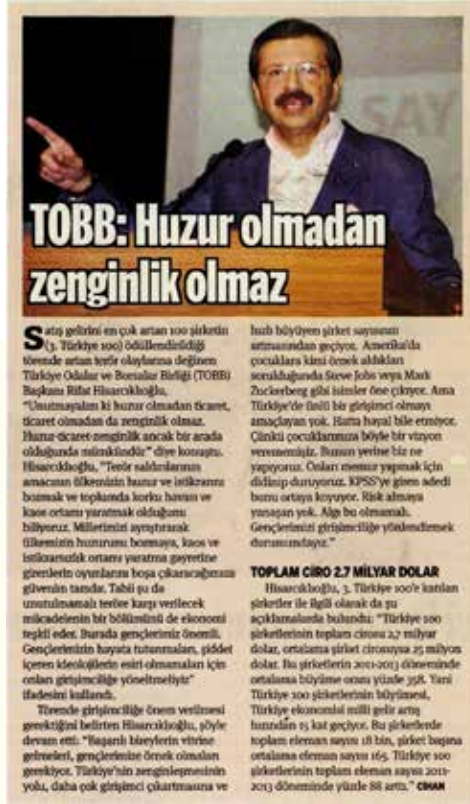 SAY
TOBB: Huzur olmadan
zenginlik olmaz
Satış gelirini en çok artan 100 şirketin
(3. Türkiye 100) ödüllendirildiği
törende artan terör olaylarına değinen
Türkiye Odalar ve Borsalar Birliği (TOBB)
Başkanı Rifat Hisarcıklıoğlu,
"Unutmayalım ki huzur olmadan ticaret,
ticaret olmadan da zenginlik olmaz.
Huzur-ticaret-zenginlik ancak bir arada
olduğunda mümkündür" diye konuştu.
Hisarcıklıoğlu, "Terör saldırılarının
amacının ülkemizin huzur ve istikrarını
bozmak ve toplumda korku havası ve
kaos ortamı yaratmak olduğunu
biliyoruz. Milletimizi ayrıştırarak
ülkemizin huzurunu bozmaya, kaos ve
istikrarsızlık ortamı yaratma gayretine
girenlerin oyunlarını boşa çıkaracağımıza
güvenim tamdır. Tabii şu da
unutulmamalı teröre karşı verilecek
mücadelenin bir bölümünü de ekonomi
teşkil eder. Burada gençlerimiz önemli.
Gençlerimizin hayata tutunmaları, şiddet
içeren ideolojilerin esiri olmamaları için
onları girişimciliğe yöneltmeliyiz"
ifadesini kullandı.
Törende girişimciliğe önem verilmesi
gerektiğini belirten Hisarcıklıoğlu, şöyle
devam etti: "Başarılı bireylerin vitrine
gelmeleri, gençlerimize örnek olmaları
gerekiyor. Türkiye'nin zenginleşmesinin
yolu, daha çok girişimci çıkartmasına ve
hızlı büyüyen şirket sayısının
artmasından geçiyor. Amerika'da
çocuklara kimi örnek aldıkları
sorulduğunda Steve Jobs veya Mark
Zuckerberg gibi isimler öne çıkıyor. Ama
Türkiye'de ünlü bir girişimci olmayı
amaçlayan yok. Hatta hayal bile etmiyor.
Çünkü çocuklarımıza böyle bir vizyon
vermemişiz. Bunun yerine biz ne
yapıyoruz. Onları memur yapmak için
didinip duruyoruz. KPSS'ye giren adedi
bunu ortaya koyuyor. Risk almaya
yanaşan yok. Algı bu olmamalı.
Gençlerimizi girişimciliğe yönlendirmek
durumundayız."
TOPLAM CİRO 2.7 MİLYAR DOLAR
Hisarcıklıoğlu, 3. Türkiye 100'e katılan
şirketler ile ilgili olarak da şu
açıklamalarda bulundu: "Türkiye 100
şirketlerinin toplam cirosu 2,7 milyar
dolar, ortalama şirket cirosuysa 25 milyon
dolar. Bu şirketlerin 2011-2013 döneminde
ortalama büyüme oranı yüzde 358. Yani
Türkiye 100 şirketlerinin büyümesi,
Türkiye ekonomisi milli gelir artış
hızından 15 kat geçiyor. Bu şirketlerde
toplam eleman sayısı 18 bin, şirket başına
ortalama eleman sayısı 165. Türkiye 100
şirketlerinin toplam eleman sayısı 2011-
2013 döneminde yüzde 88 arttı." CİHAN